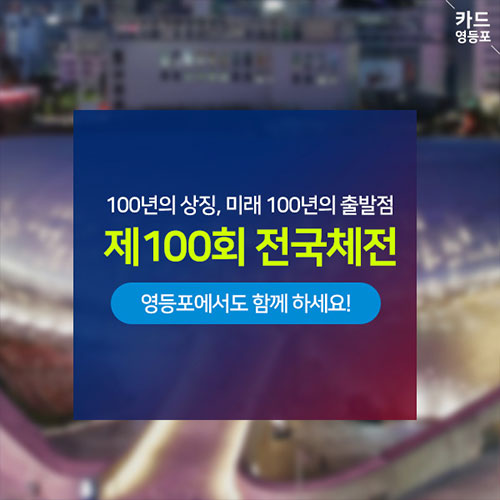 카드
영등포
100년의 상징, 미래 100년의 출발점
제100회 전국체전
영등포에서도 함께 하세요!